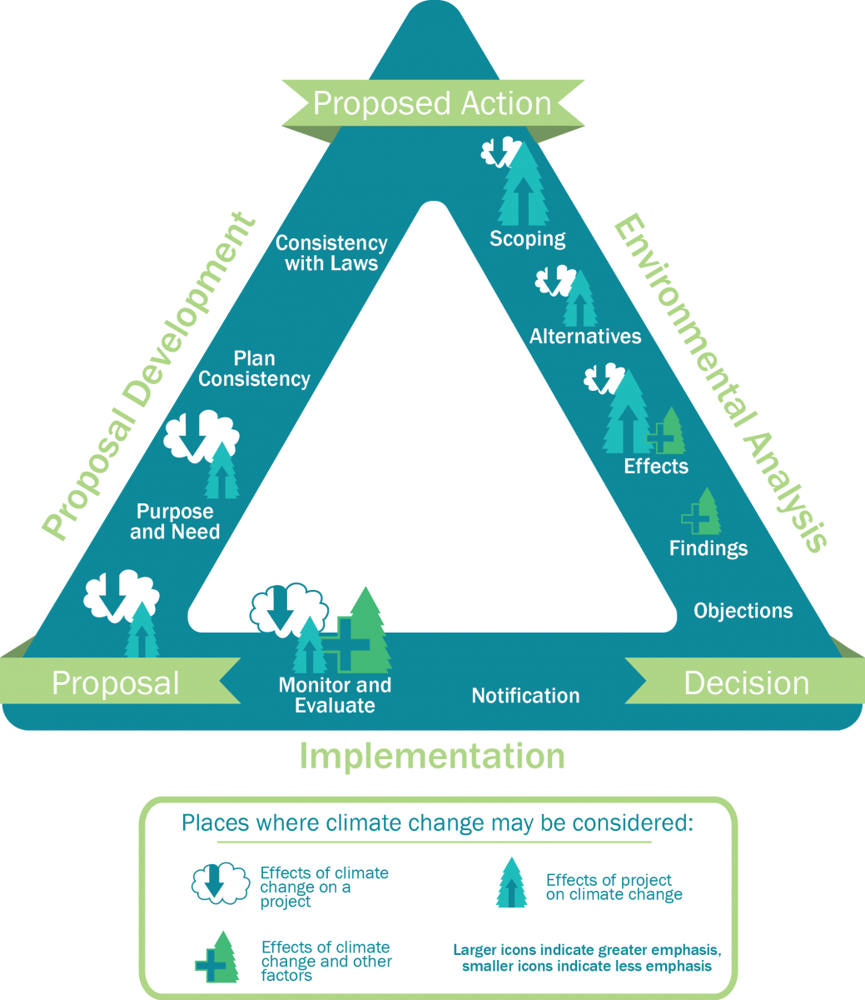 Proposed Action
Proposal Development
Environmental Analysis
Scoping
Consistency
with Laws
Alternatives
Plan
Consistency
Effects
Purpose
and Need
Findings
Objections
Proposal
Monitor and
Evaluate
Notification
Decision
Implementation
Places where climate change may be considered:
Effects of climate
change on a
project
Effects of project
on climate change
Effects of climate
change and other
factors
Larger icons indicate greater emphasis,
smaller icons indicate less emphasis